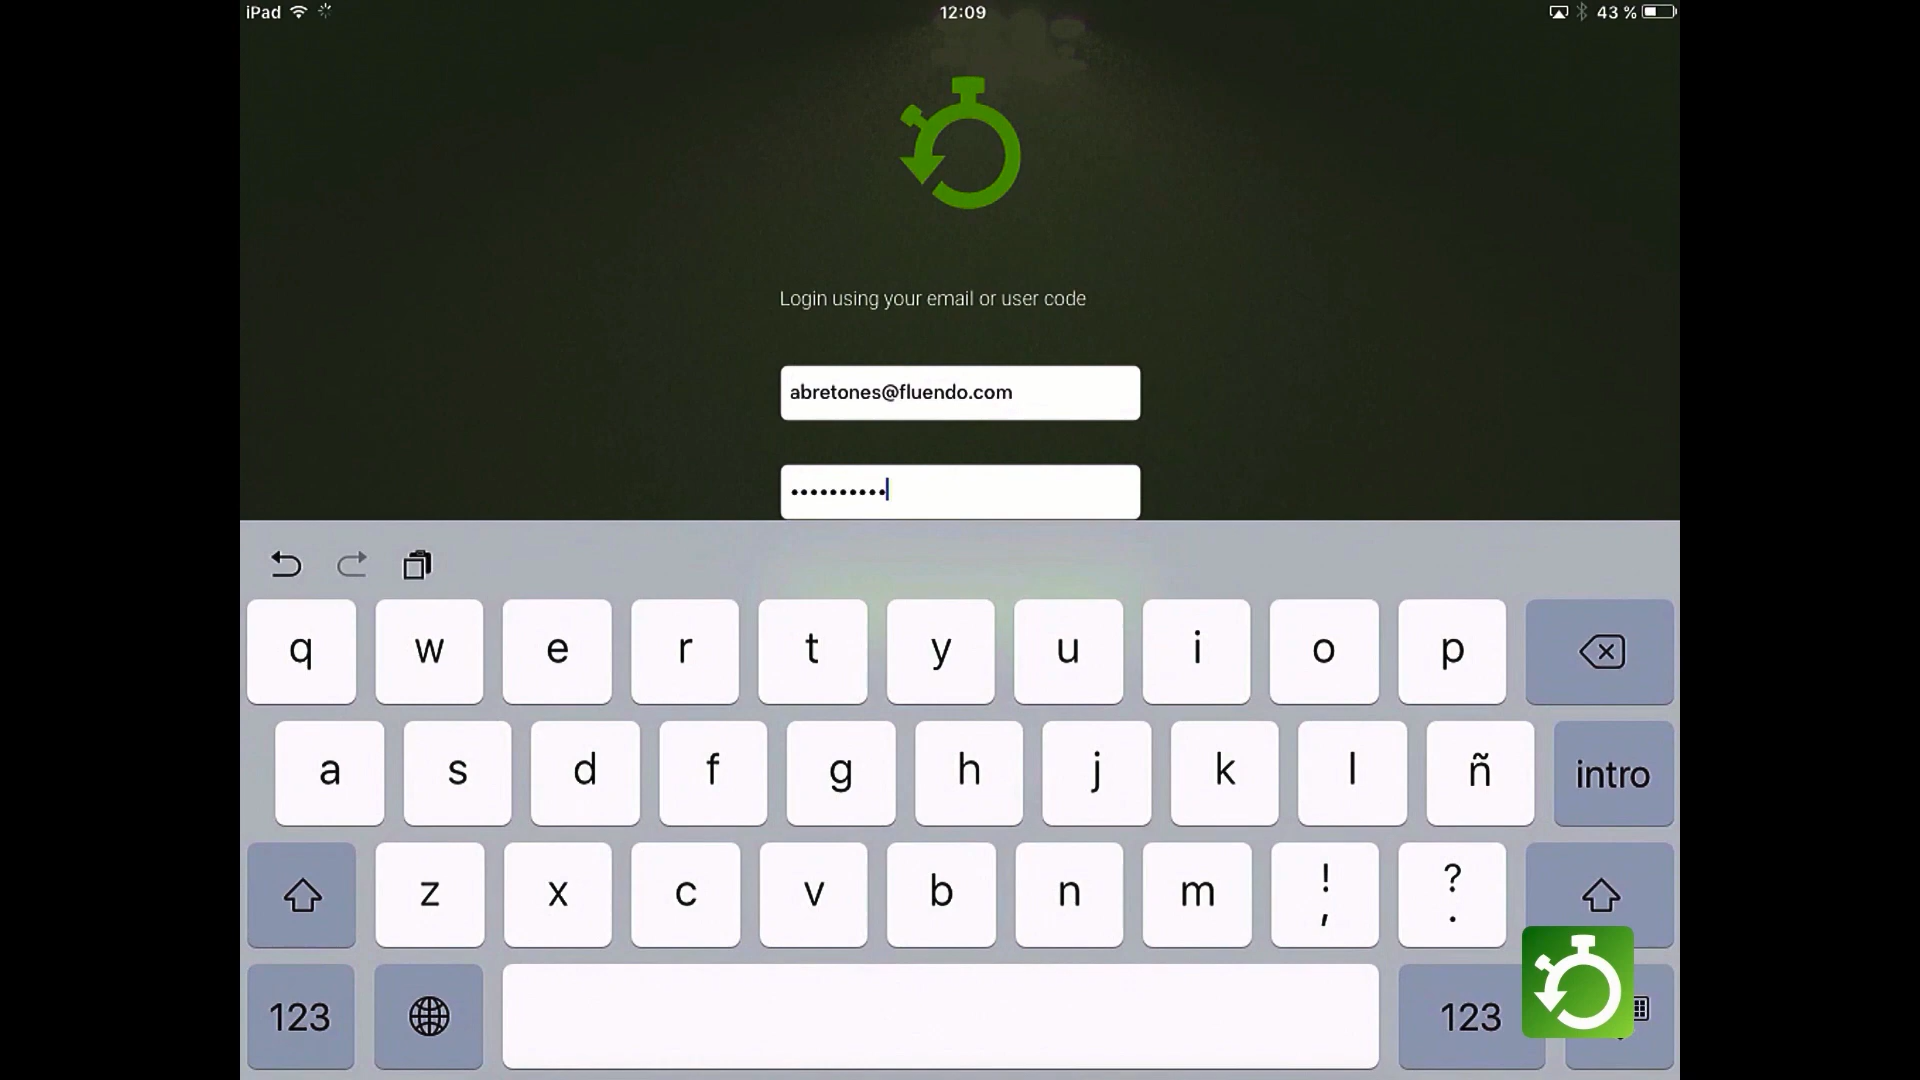 iPad 12:09 43 %
Login using your email or user code
abretones@fluendo.com
••••••••••
q w e r t y u i o p
a s d f g h j k l ñ intro
z x c v b n m ! , ? .
123 123